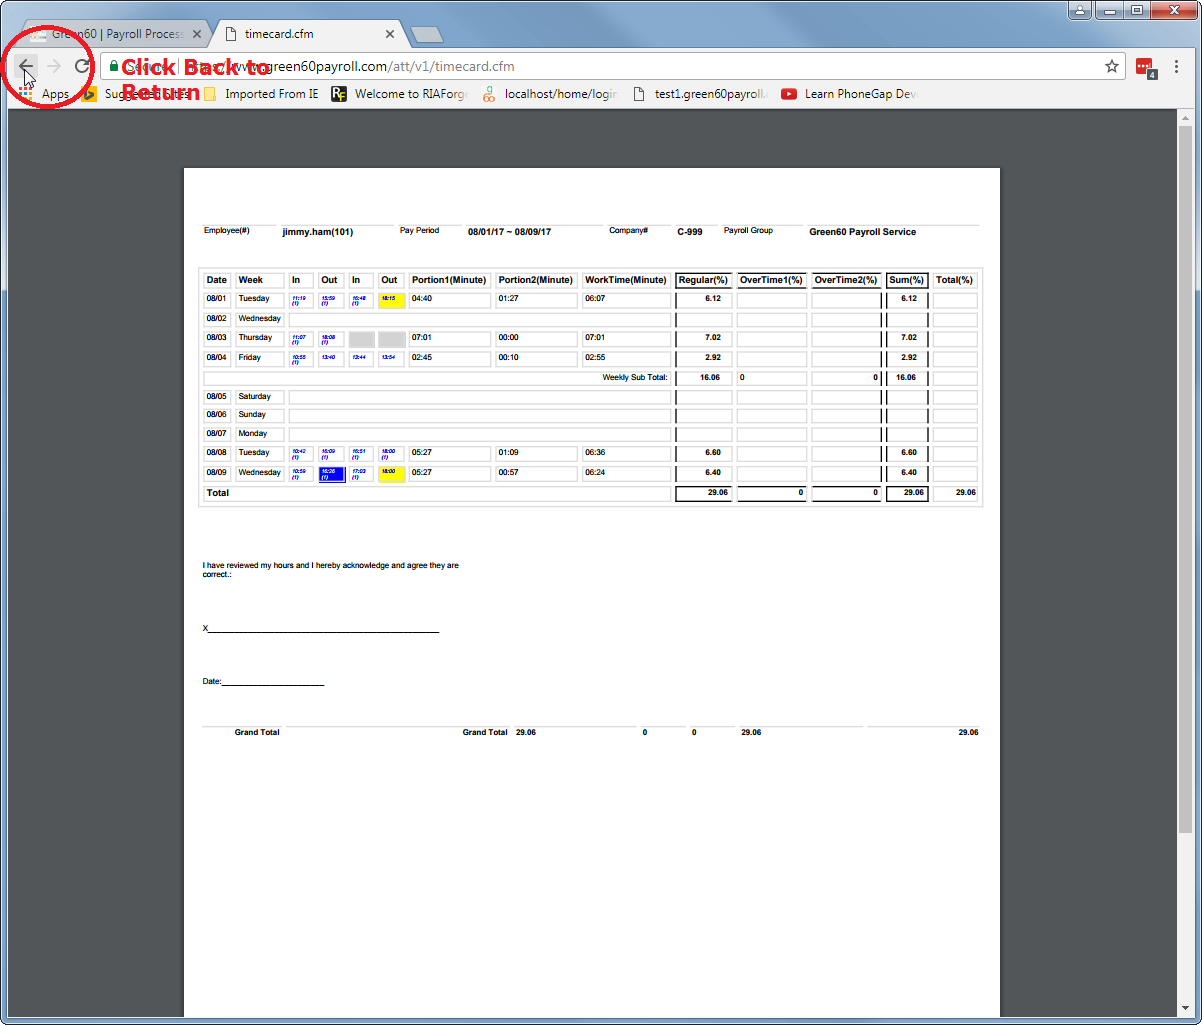 Green60 | Payroll Process timecard.cfm
Click Back to Return
Secure https://www.green60payroll.com/att/v1/timecard.cfm
4
Apps Suggested Sites Imported From IE Rf Welcome to RIAForge localhost/home/login test1.green60payroll. Learn PhoneGap Dev
Employee(#) jimmy.ham(101) Pay Period 08/01/17 ~ 08/09/17 Company# C-999 Payroll Group Green60 Payroll Service
Date Week In Out In Out Portion1(Minute) Portion2(Minute) WorkTime(Minute) Regular(%) OverTime1(%) OverTime2(%) Sum(%) Total(%)
08/01 Tuesday 11:19 (1) 15:59 (1) 16:48 (1) 18:15 04:40 01:27 06:07 6.12 6.12
08/02 Wednesday
08/03 Thursday 11:07 (1) 18:08 (1) 07:01 00:00 07:01 7.02 7.02
08/04 Friday 10:55 (1) 13:40 13:44 13:54 02:45 00:10 02:55 2.92 2.92
Weekly Sub Total: 16.06 0 0 16.06
08/05 Saturday
08/06 Sunday
08/07 Monday
08/08 Tuesday 10:42 (1) 16:09 (1) 16:51 (1) 18:00 (1) 05:27 01:09 06:36 6.60 6.60
08/09 Wednesday 10:59 (1) 16:26 (1) 17:03 (1) 18:00 05:27 00:57 06:24 6.40 6.40
Total 29.06 0 0 29.06 29.06
I have reviewed my hours and I hereby acknowledge and agree they are
correct.:
X
Date:
Grand Total Grand Total 29.06 0 0 29.06 29.06